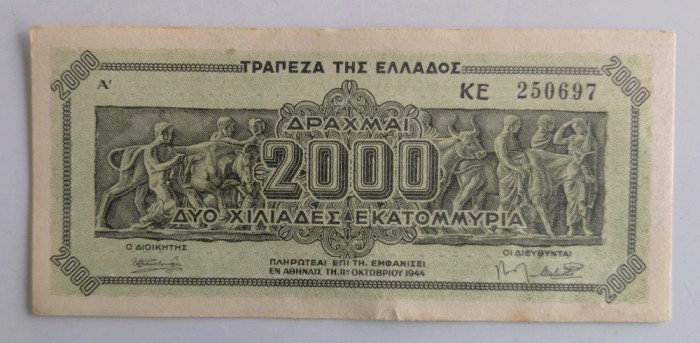 2000 2000
ΤΡΑΠΕΖΑ ΤΗΣ ΕΛΛΑΔΟΣ
Α' ΚΕ 250697
ΔΡΑΧΜΑΙ
2000
ΔΥΟ ΧΙΛΙΑΔΕΣ ΕΚΑΤΟΜΜΥΡΙΑ
Ο ΔΙΟΙΚΗΤΗΣ ΟΙ ΔΙΕΥΘΥΝΤΑΙ
ΠΛΗΡΩΤΕΑΙ ΕΠΙ ΤΗ, ΕΜΦΑΝΙΣΕΙ
ΕΝ ΑΘΗΝΑΙΣ ΤΗ, 11η ΟΚΤΩΒΡΙΟΥ 1944
2000 2000